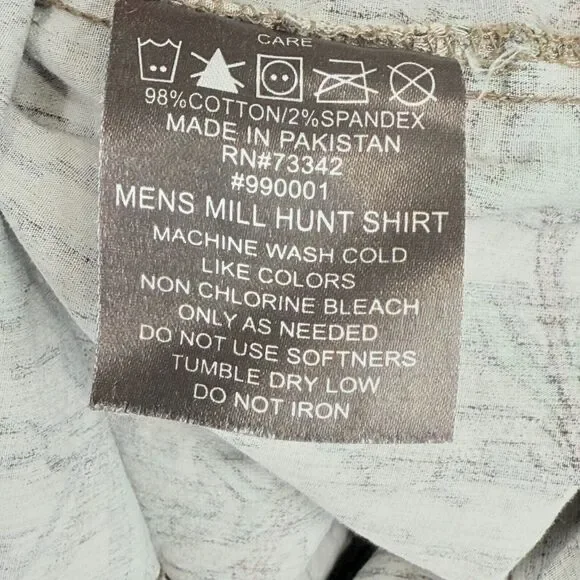 CARE
98%COTTON/2%SPANDEX
MADE IN PAKISTAN
RN#73342
#990001
MENS MILL HUNT SHIRT
MACHINE WASH COLD
LIKE COLORS
NON CHLORINE BLEACH
ONLY AS NEEDED
DO NOT USE SOFTNERS
TUMBLE DRY LOW
DO NOT IRON